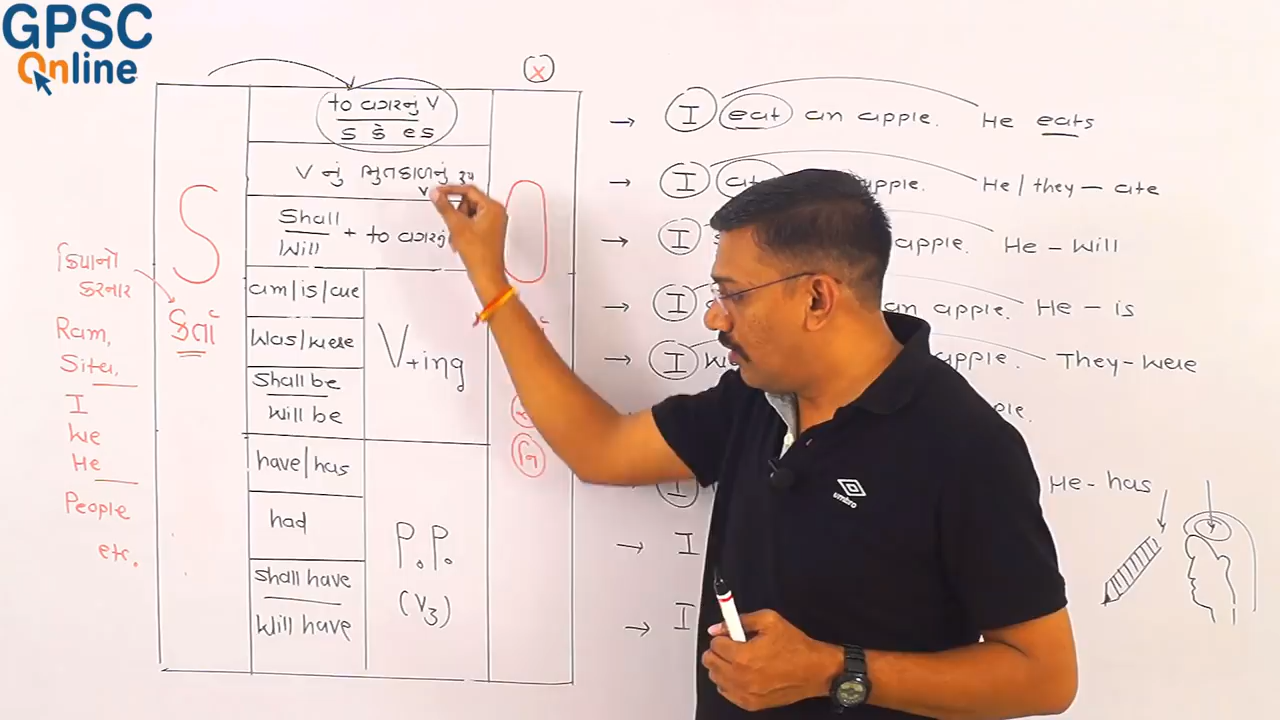 GPSC
Online
x
to વગરનું V
s કે es
V નું ભુતકાળનું રૂપ
V
S
O
Shall
Will
+ to વગરનું
am/is/are
was/were
Shall be
Will be
V+ing
have/has
had
Shall have
Will have
P.P.
(V3)
ક્રિયાનો
કરનાર
કર્તા
Ram,
Sita,
I
We
He
People
etc.
નિ
→ I eat an apple. He eats
→ I ate apple. He/they – ate
→ I apple. He – will
→ I an apple. He – is
→ I apple. They – were
I He – has
→ I
→ I
umbro